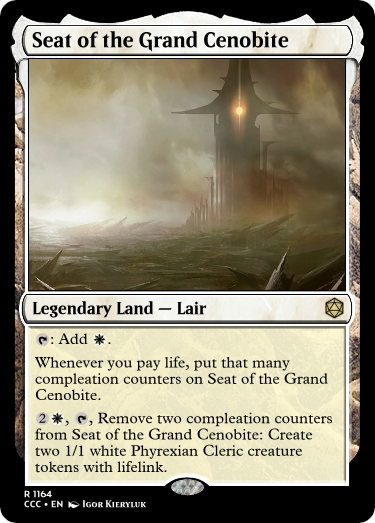 Seat of the Grand Cenobite
Legendary Land — Lair
: Add .
Whenever you pay life, put that many
compleation counters on Seat of the Grand
Cenobite.
2 , , Remove two compleation counters
from Seat of the Grand Cenobite: Create
two 1/1 white Phyrexian Cleric creature
tokens with lifelink.
R 1164
CCC • EN Igor Kieryluk